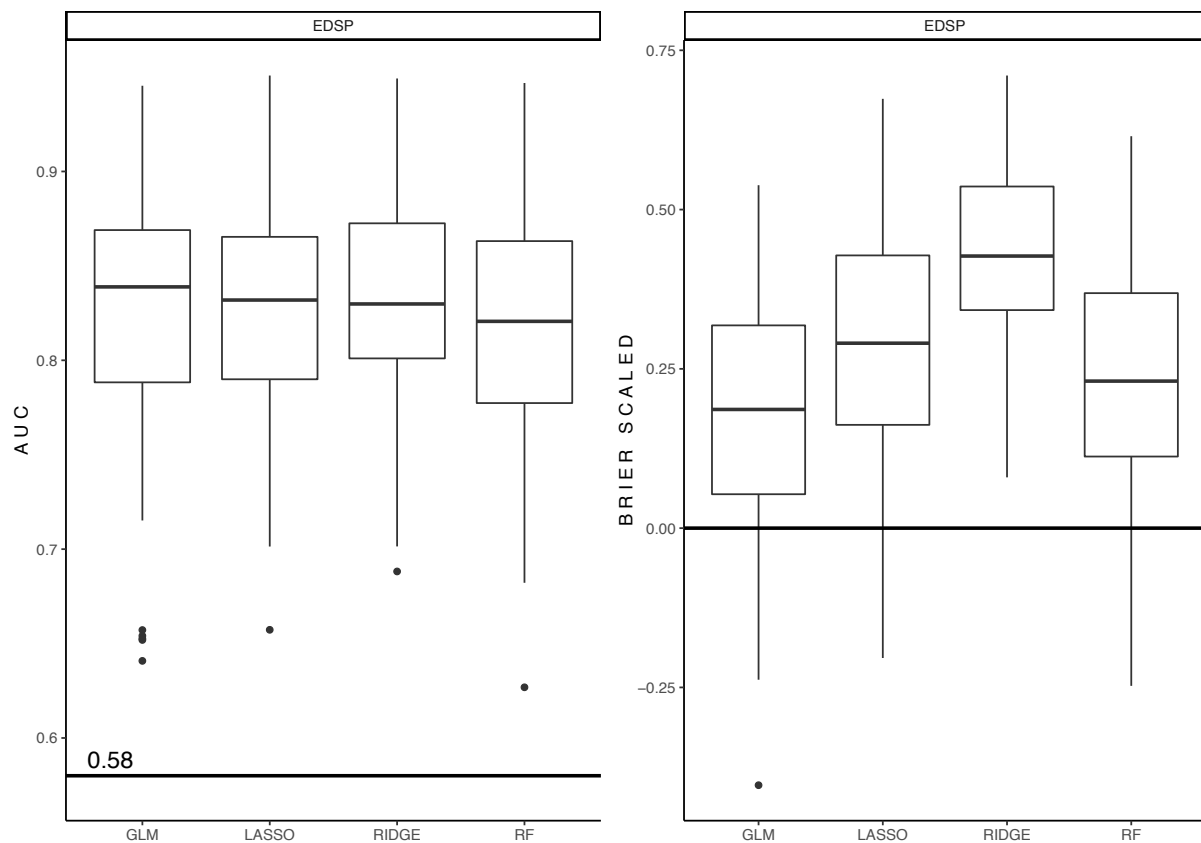 EDSP
AUC
0.9
0.8
0.7
0.6
0.58
GLM LASSO RIDGE RF
EDSP
BRIER SCALED
0.75
0.50
0.25
0.00
−0.25
GLM LASSO RIDGE RF